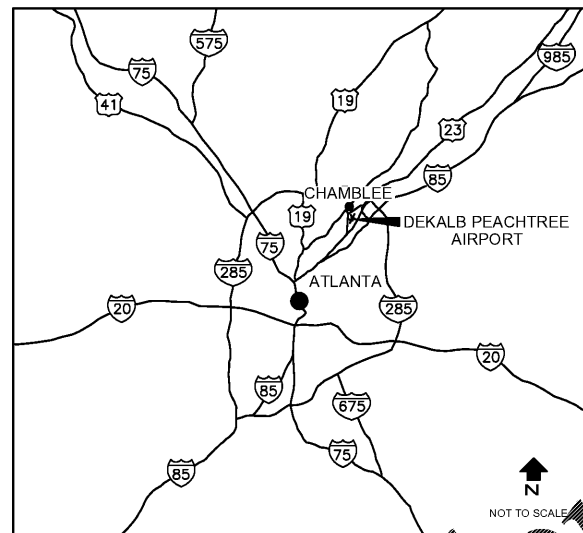 575
985
75
41
19
23
85
CHAMBLEE
19
DEKALB PEACHTREE
AIRPORT
75
285
ATLANTA
20
285
20
85
675
85
75
N
NOT TO SCALE